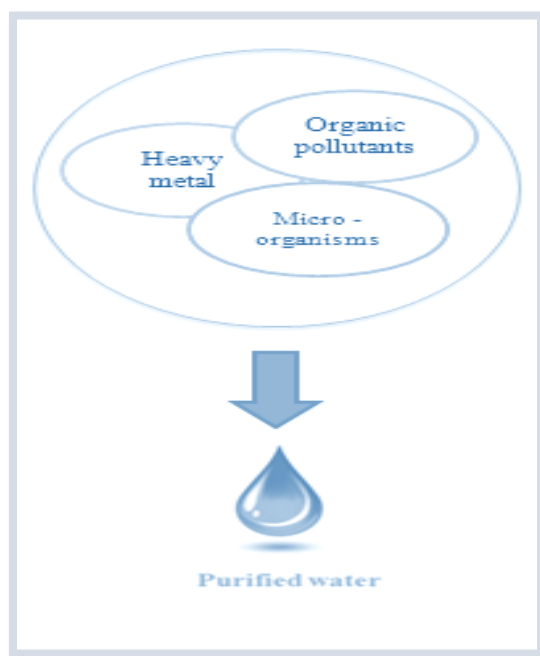 Organic
pollutants
Heavy
metal
Micro -
organisms
Purified water